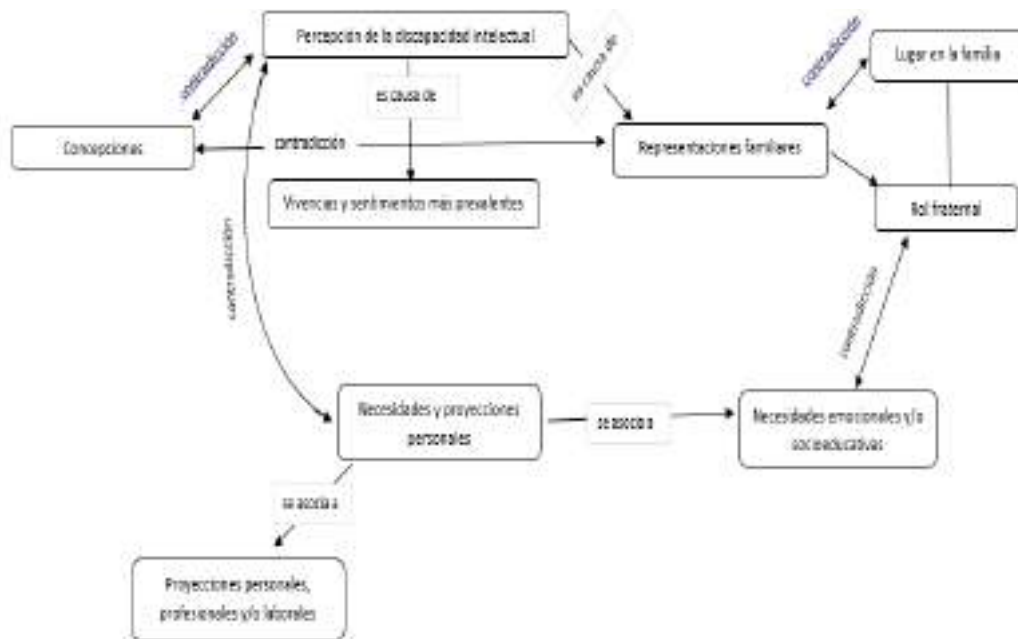 Percepción de la discapacidad intelectual
contradicción
contradicción
Lugar en la familia
es causa de
es causa de
Concepciones
contradicción
Representaciones familiares
Vivencias y sentimientos más prevalentes
Rol fraternal
contradicción
contradicción
Necesidades y proyecciones
personales
se asocia a
Necesidades emocionales y/o
socioeducativas
se asocia a
Proyecciones personales,
profesionales y/o laborales